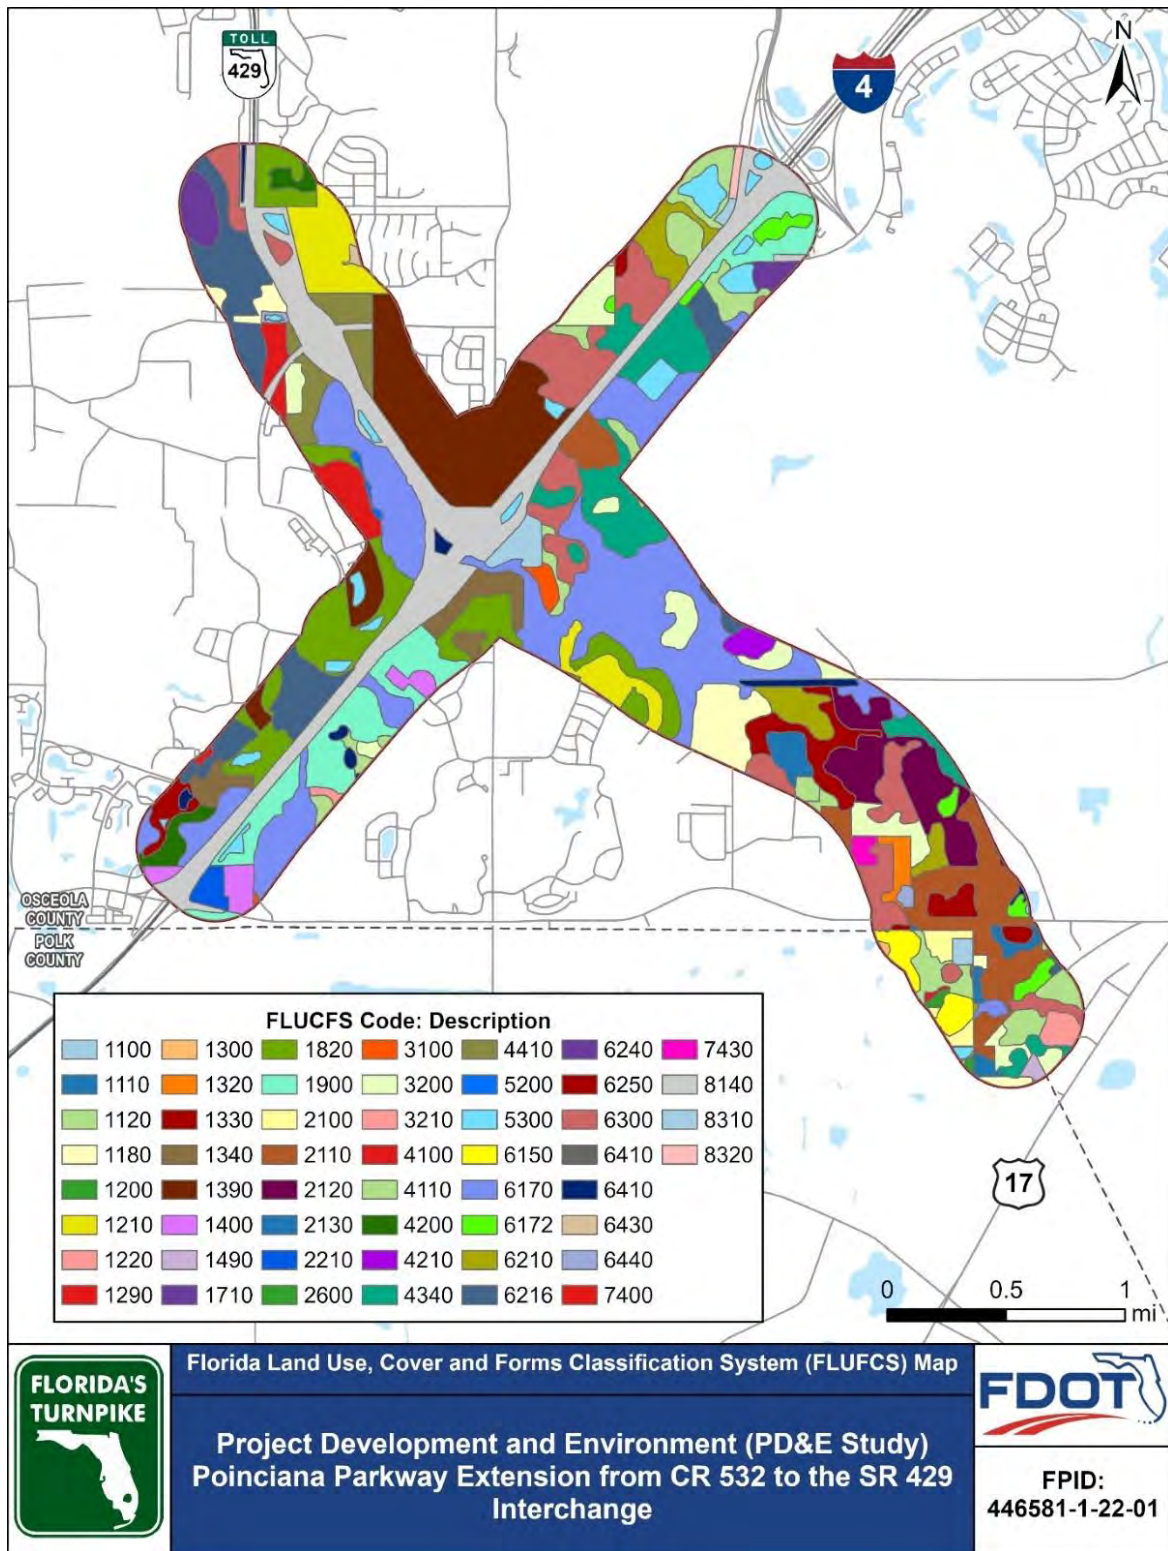 TOLL
429
4
N
OSCEOLA
COUNTY
POLK
COUNTY
17
FLUCFS Code: Description
1100 1300 1820 3100 4410 6240 7430
1110 1320 1900 3200 5200 6250 8140
1120 1330 2100 3210 5300 6300 8310
1180 1340 2110 4100 6150 6410 8320
1200 1390 2120 4110 6170 6410
1210 1400 2130 4200 6172 6430
1220 1490 2210 4210 6210 6440
1290 1710 2600 4340 6216 7400
0 0.5 1
mi
FLORIDA'S
TURNPIKE
Florida Land Use, Cover and Forms Classification System (FLUFCS) Map
Project Development and Environment (PD&E Study)
Poinciana Parkway Extension from CR 532 to the SR 429
Interchange
FDOT
FPID:
446581-1-22-01